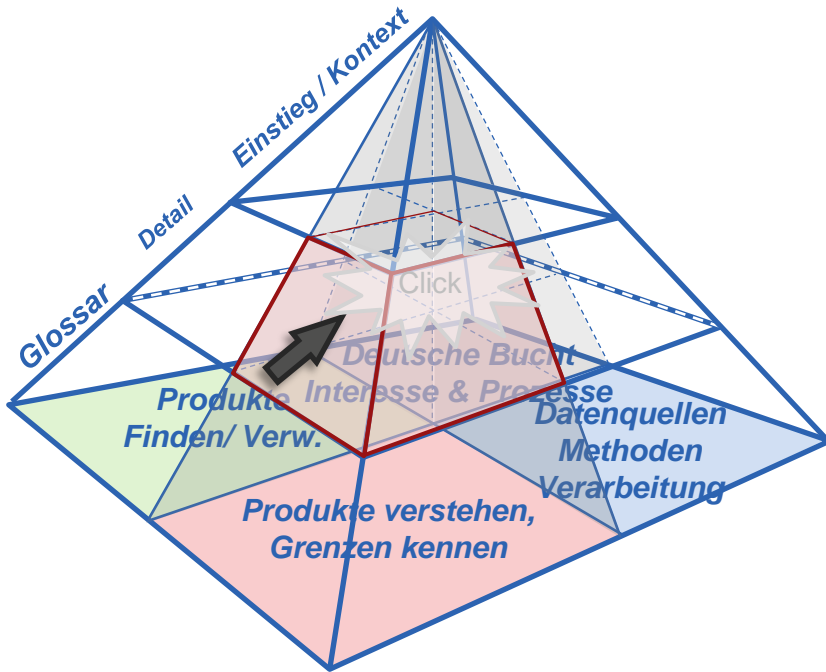 Einstieg / Kontext
Detail
Glossar
Click
Deutsche Bucht
Interesse & Prozesse
Produkte
Finden/ Verw.
Datenquellen
Methoden
Verarbeitung
Produkte verstehen,
Grenzen kennen